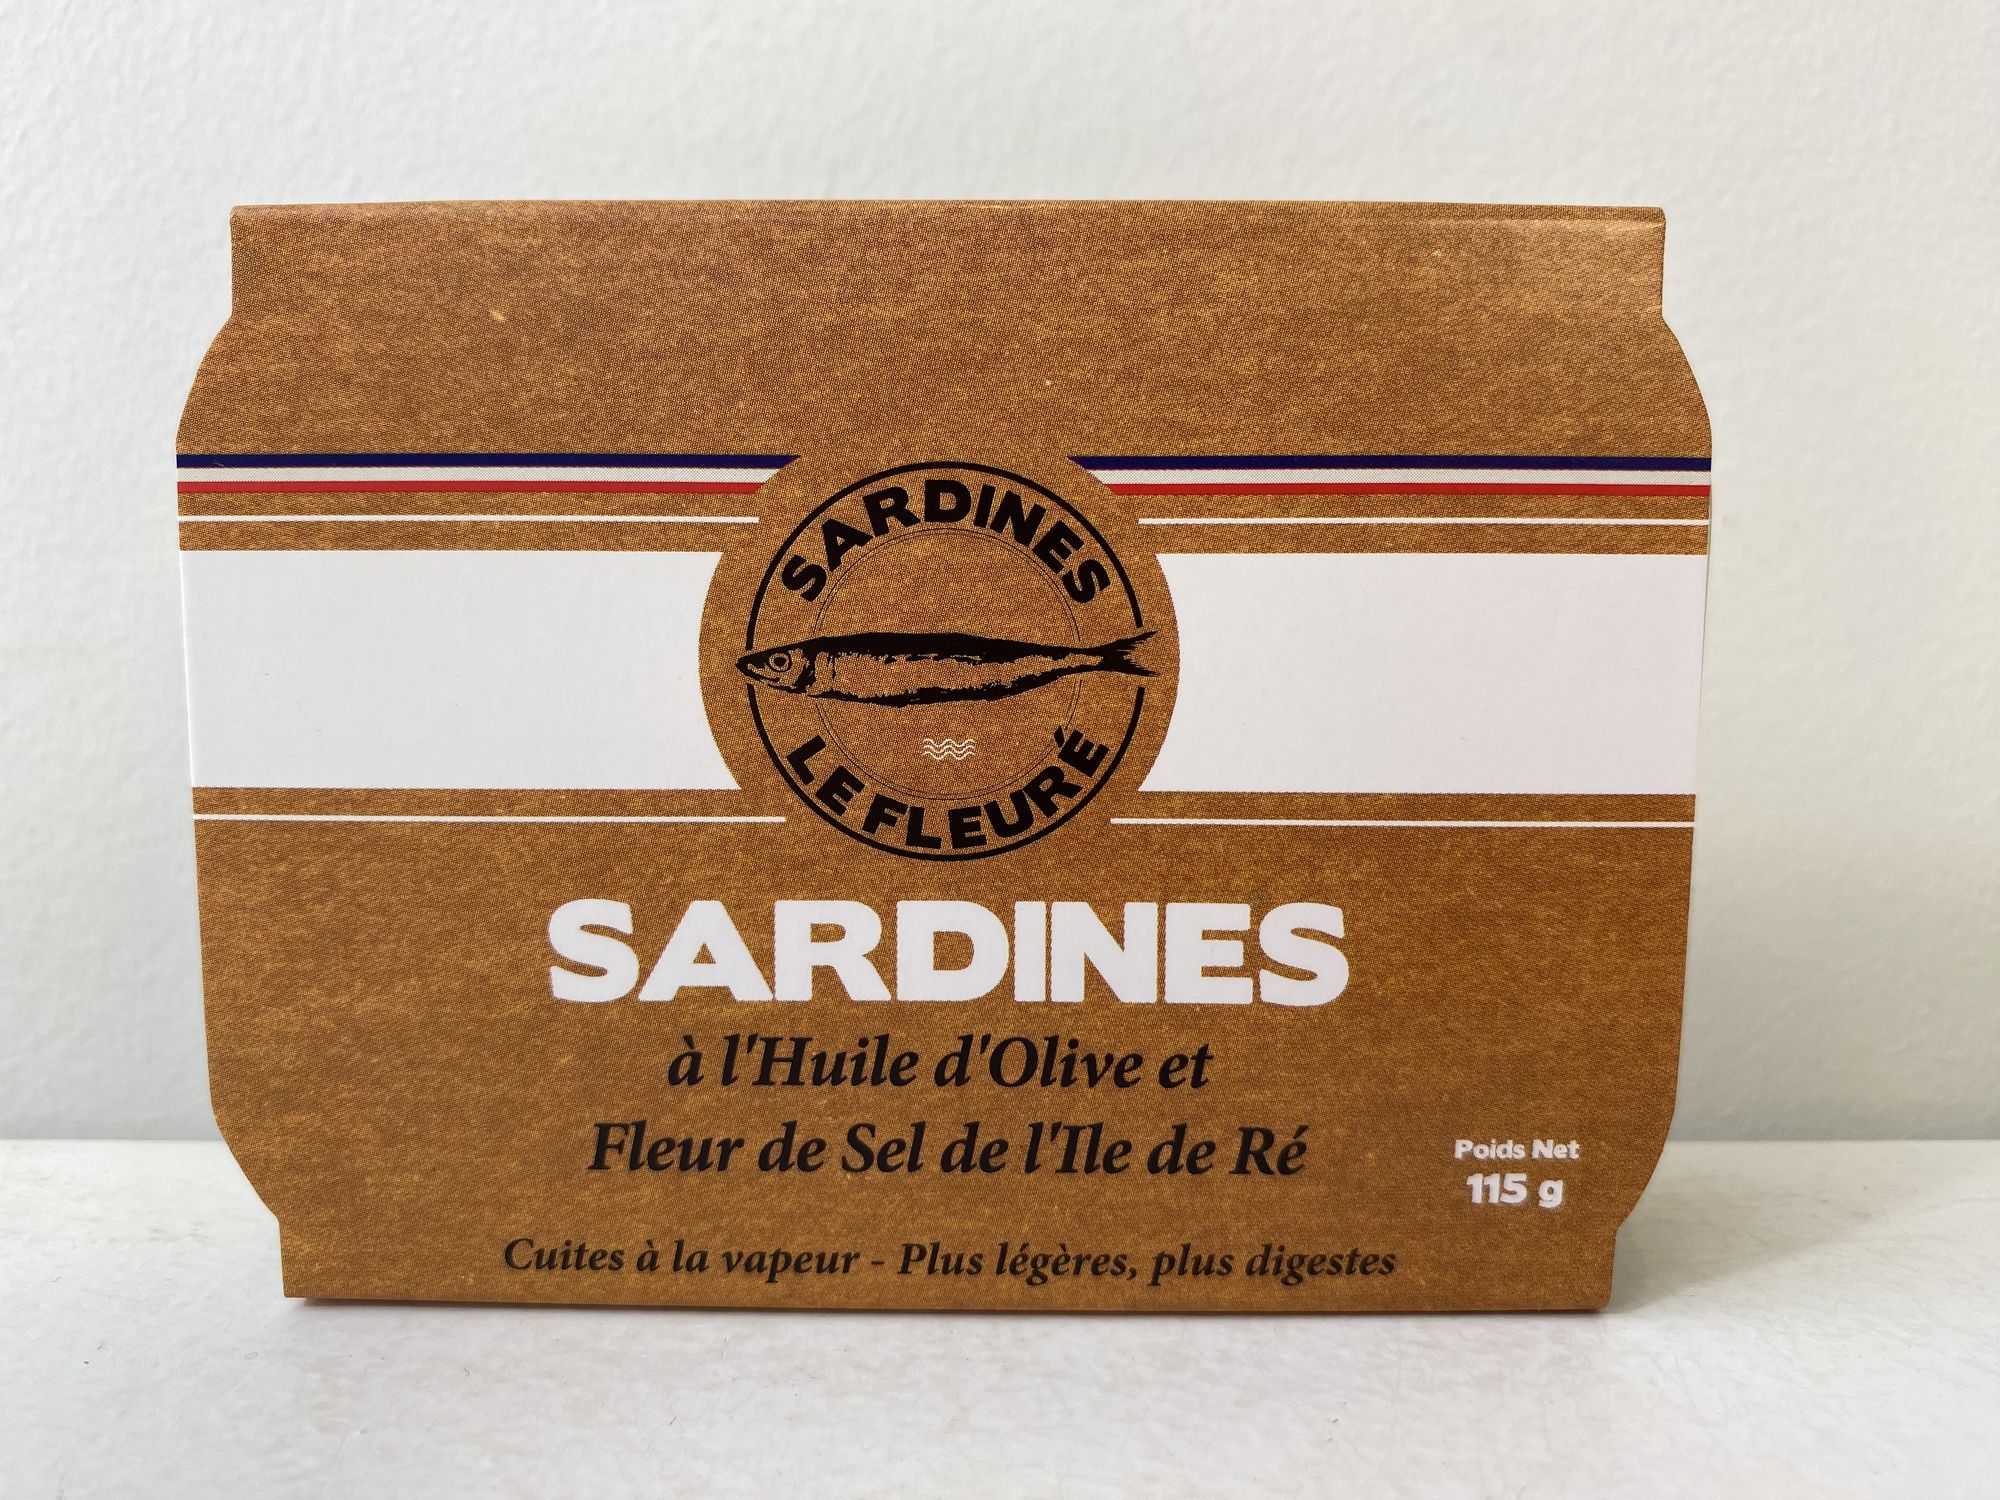 SARDINES
LE FLEURÉ
SARDINES
à l'Huile d'Olive et
Fleur de Sel de l'Ile de Ré
Poids Net
115 g
Cuites à la vapeur - Plus légères, plus digestes